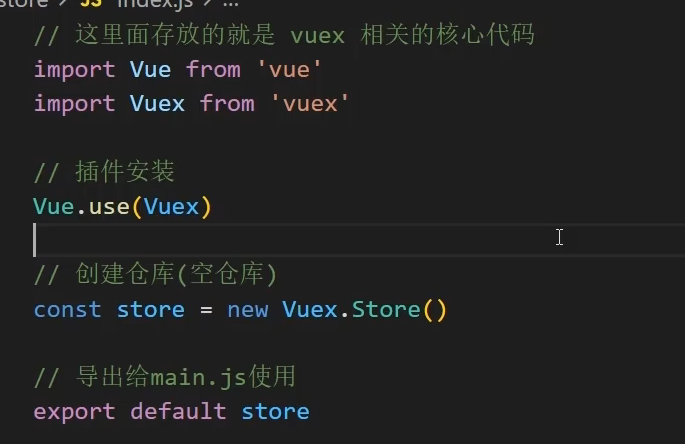 store > JS index.js > ...
// 这里面存放的就是 vuex 相关的核心代码
import Vue from 'vue'
import Vuex from 'vuex'
// 插件安装
Vue.use(Vuex)
// 创建仓库(空仓库)
const store = new Vuex.Store()
// 导出给main.js使用
export default store